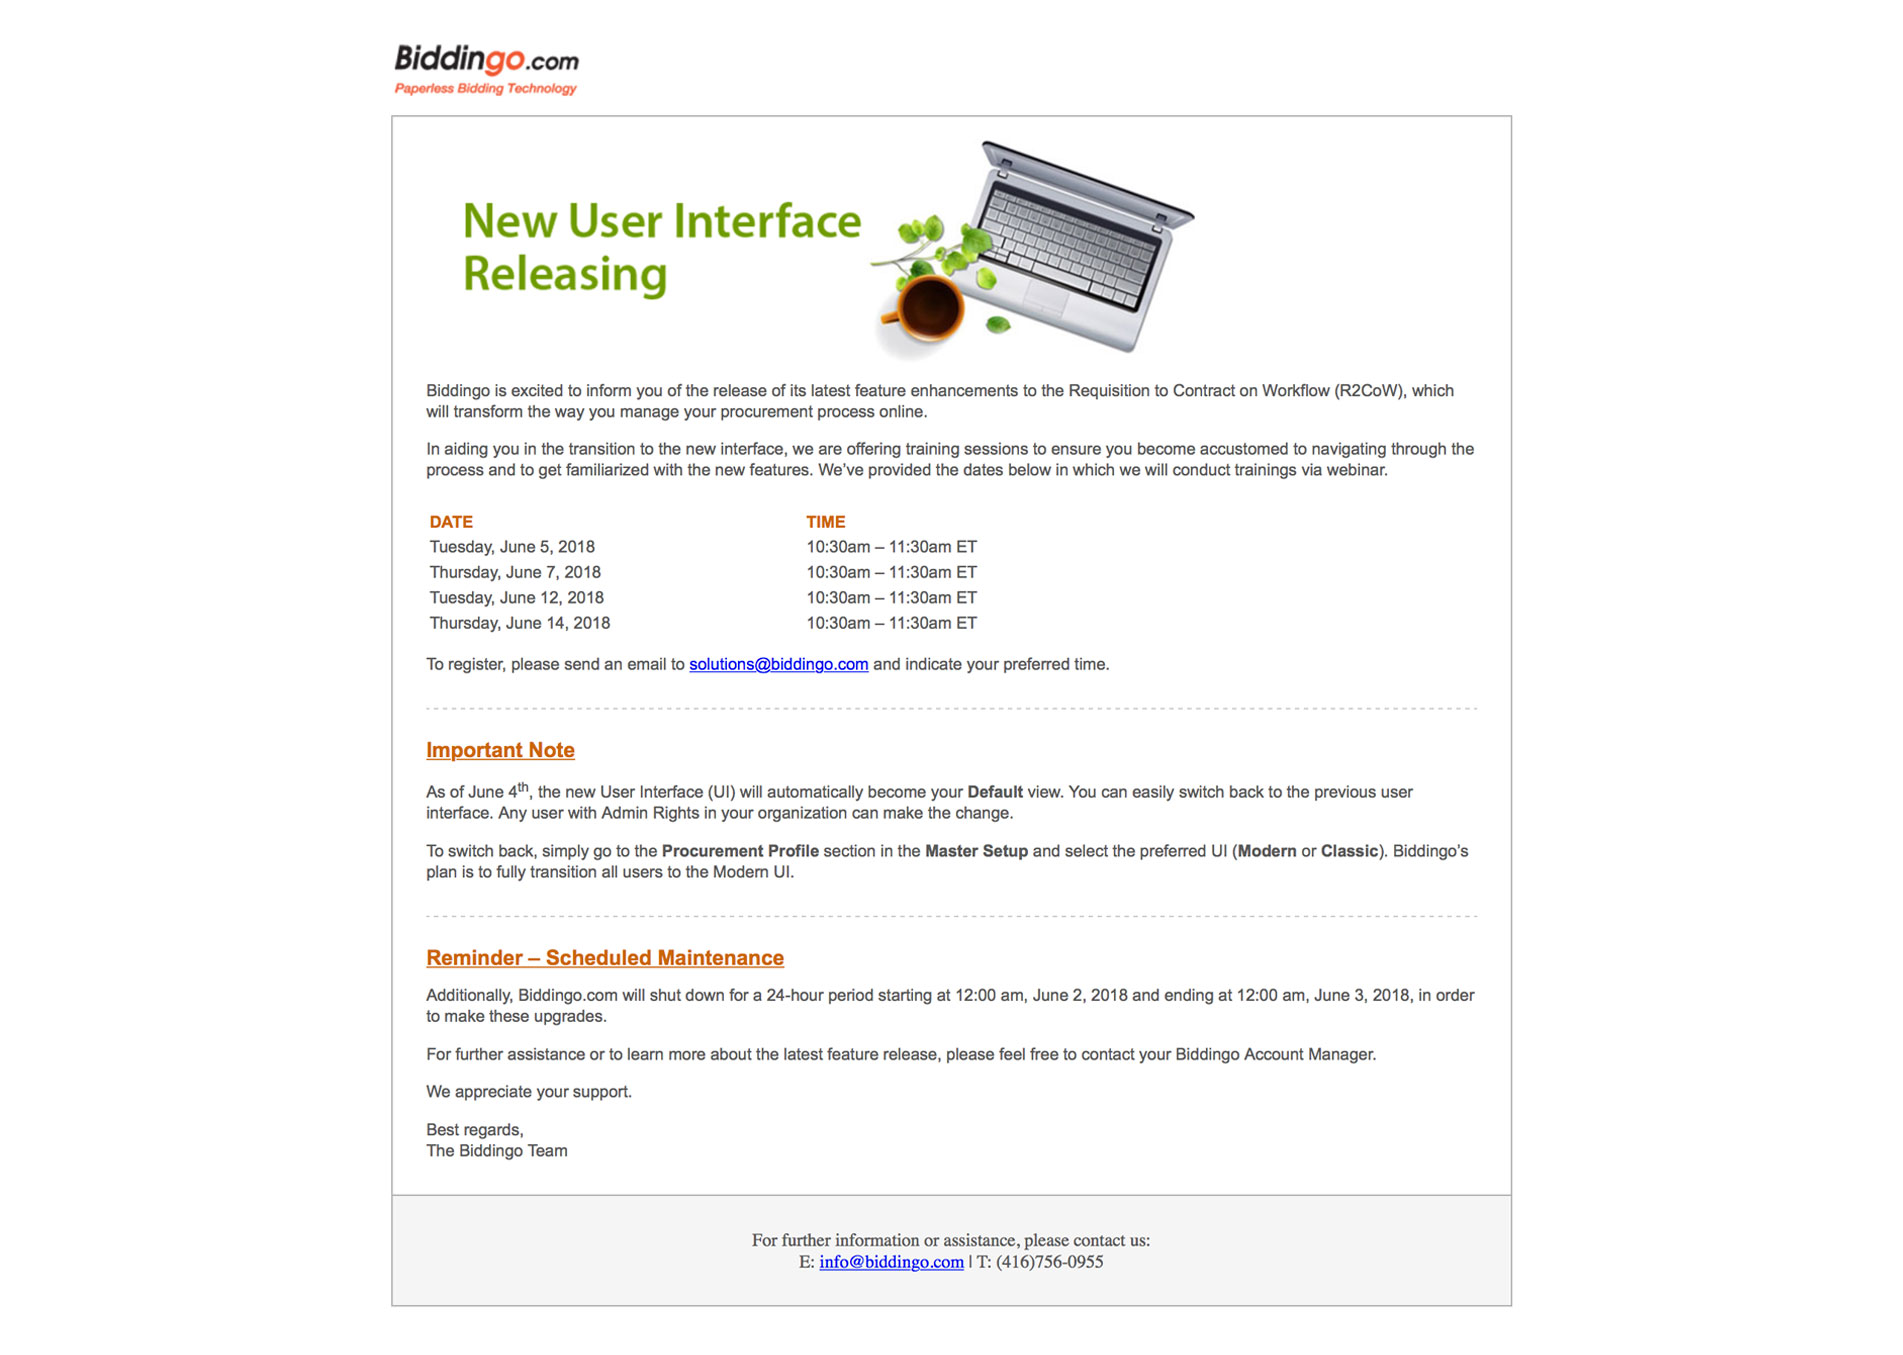 Biddingo.com
Paperless Bidding Technology
New User Interface
Releasing
Biddingo is excited to inform you of the release of its latest feature enhancements to the Requisition to Contract on Workflow (R2CoW), which
will transform the way you manage your procurement process online.
In aiding you in the transition to the new interface, we are offering training sessions to ensure you become accustomed to navigating through the
process and to get familiarized with the new features. We’ve provided the dates below in which we will conduct trainings via webinar.
DATE TIME
Tuesday, June 5, 2018 10:30am – 11:30am ET
Thursday, June 7, 2018 10:30am – 11:30am ET
Tuesday, June 12, 2018 10:30am – 11:30am ET
Thursday, June 14, 2018 10:30am – 11:30am ET
To register, please send an email to solutions@biddingo.com and indicate your preferred time.
Important Note
As of June 4th, the new User Interface (UI) will automatically become your Default view. You can easily switch back to the previous user
interface. Any user with Admin Rights in your organization can make the change.
To switch back, simply go to the Procurement Profile section in the Master Setup and select the preferred UI (Modern or Classic). Biddingo’s
plan is to fully transition all users to the Modern UI.
Reminder – Scheduled Maintenance
Additionally, Biddingo.com will shut down for a 24-hour period starting at 12:00 am, June 2, 2018 and ending at 12:00 am, June 3, 2018, in order
to make these upgrades.
For further assistance or to learn more about the latest feature release, please feel free to contact your Biddingo Account Manager.
We appreciate your support.
Best regards,
The Biddingo Team
For further information or assistance, please contact us:
E: info@biddingo.com | T: (416)756-0955